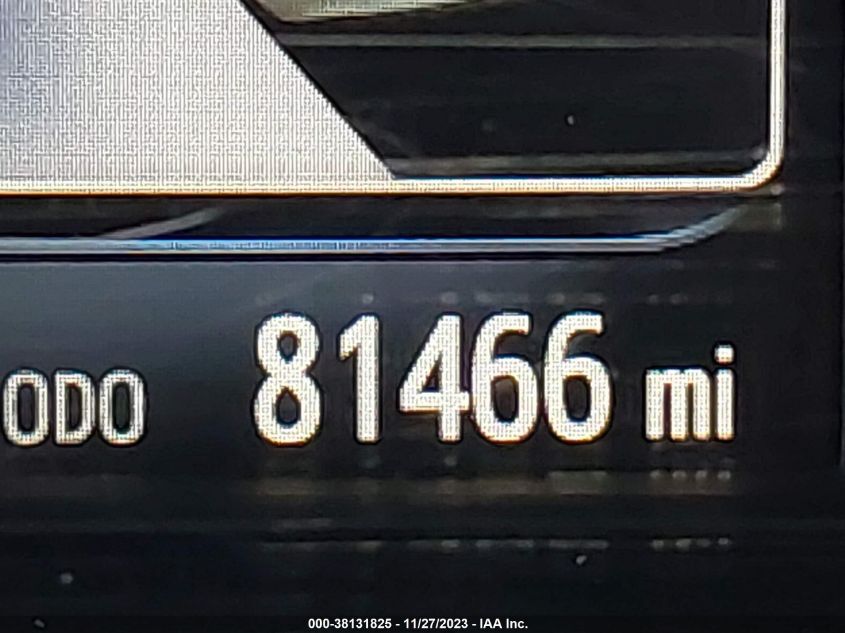 ODO 81466 mi
000-38131825 - 11/27/2023 - IAA Inc.